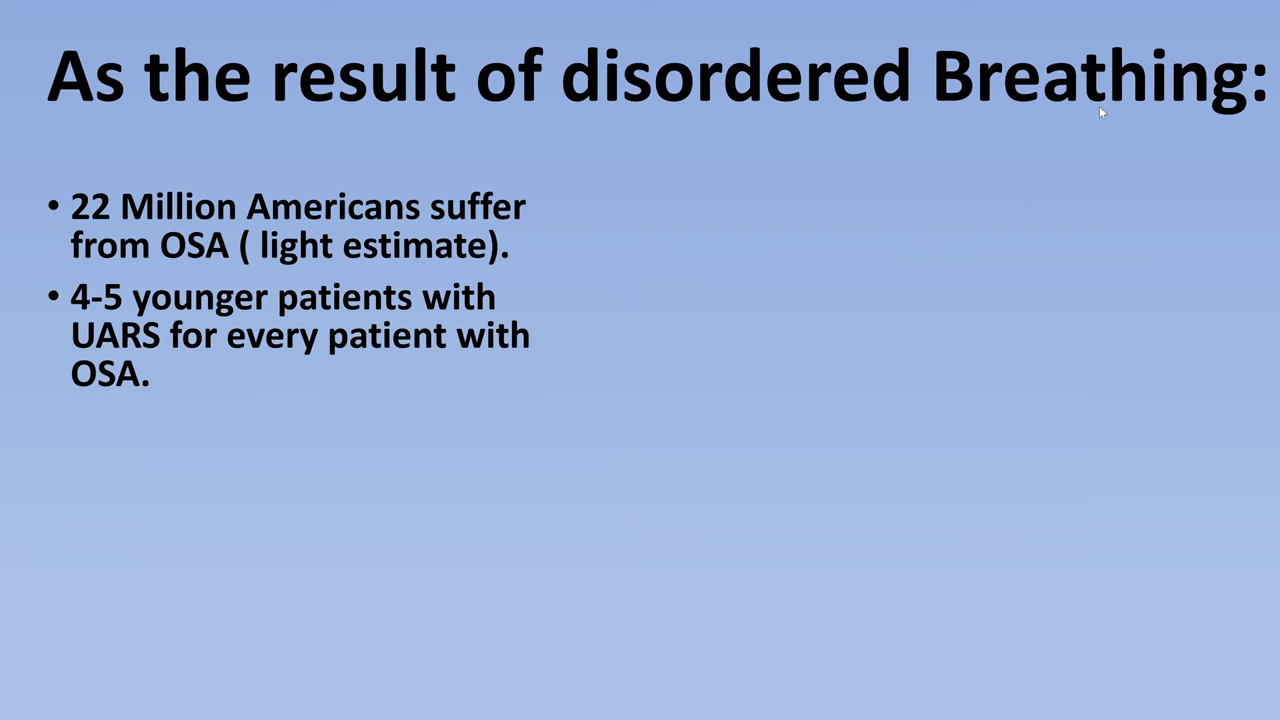 As the result of disordered Breathing:
• 22 Million Americans suffer
from OSA ( light estimate).
• 4-5 younger patients with
UARS for every patient with
OSA.